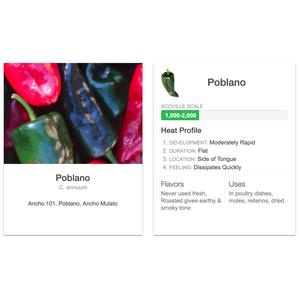 Poblano
C. annuum
Ancho 101, Poblano, Ancho Mulato
Poblano
SCOVILLE SCALE
1,000-2,000
Heat Profile
1. DEVELOPMENT: Moderately Rapid
2. DURATION: Flat
3. LOCATION: Side of Tongue
4. FEELING: Dissipates Quickly
Flavors
Never used fresh,
Roasted gives earthy &
smoky tone
Uses
In poultry dishes,
moles, rellenos, dried